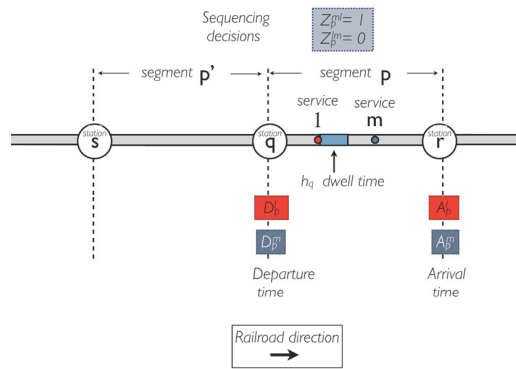 Sequencing
decisions
Z_p^{ml} = 1
Z_p^{lm} = 0
segment p'
segment p
service
l
service
m
station
s
station
q
station
r
h_q dwell time
D_p^l
A_p^l
D_p^m
A_p^m
Departure
time
Arrival
time
Railroad direction